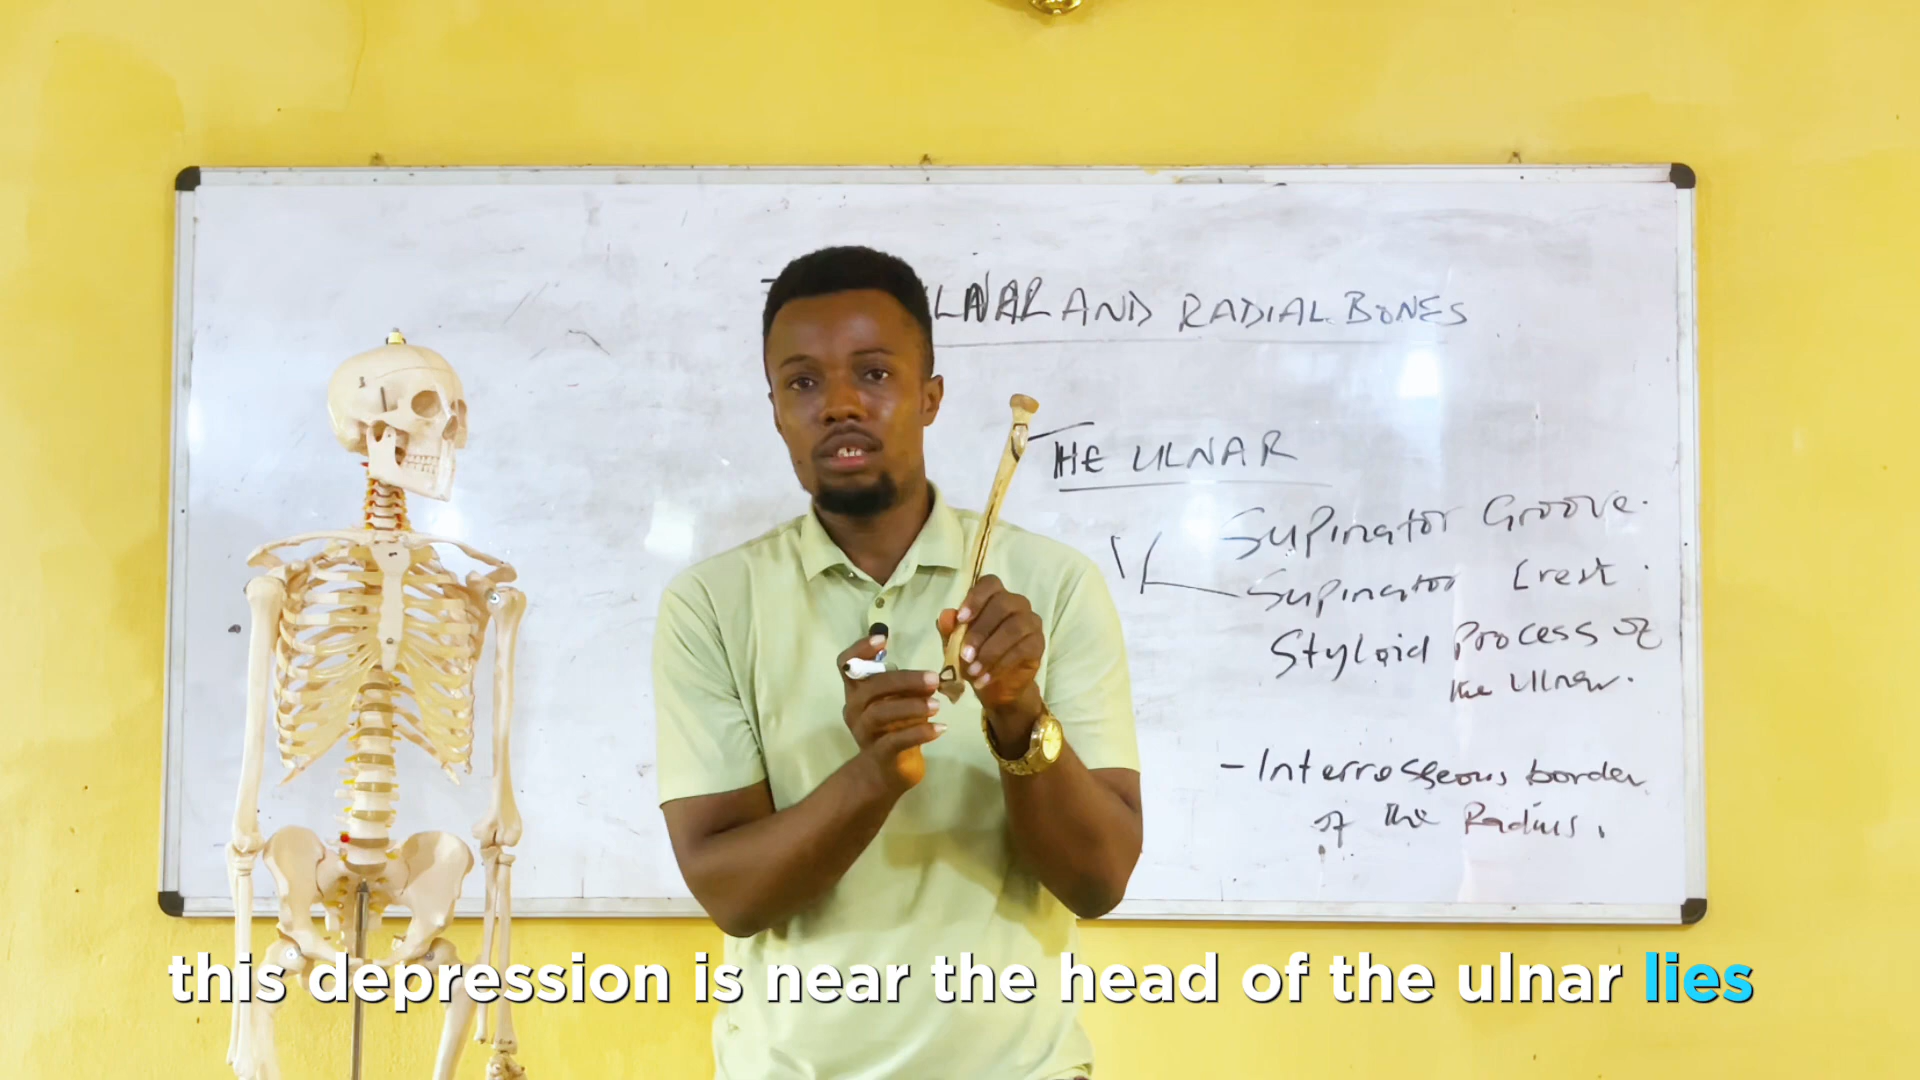 ULNAR AND RADIAL BONES
THE ULNAR
Supinator Groove.
Supinator Crest.
Styloid Process of
the Ulnar.
- Interrosseous border
of the Radius.
this depression is near the head of the ulnar lies